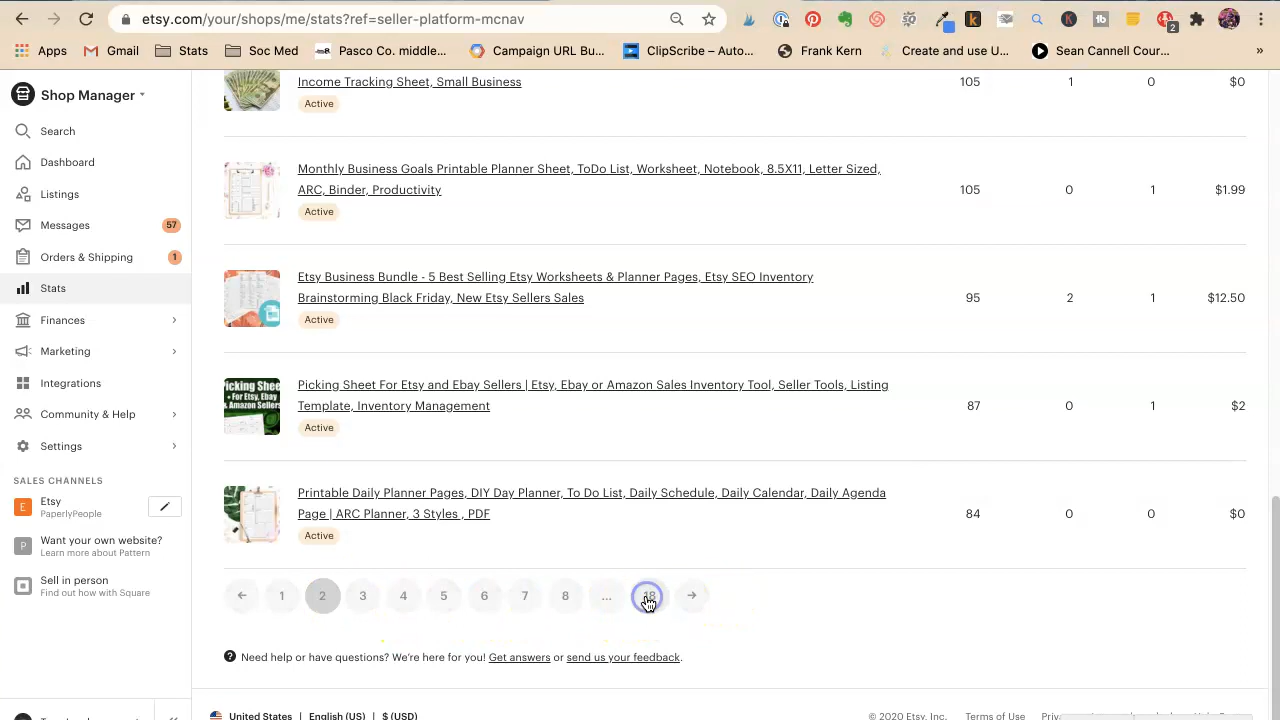 etsy.com/your/shops/me/stats?ref=seller-platform-mcnav
2
Apps Gmail Stats Soc Med Pasco Co. middle... Campaign URL Bu... ClipScribe – Auto... Frank Kern Create and use U... Sean Cannell Cour... »
Shop Manager
Search
Dashboard
Listings
Messages 57
Orders & Shipping 1
Stats
Finances
Marketing
Integrations
Community & Help
Settings
SALES CHANNELS
E Etsy
PaperlyPeople
P Want your own website?
Learn more about Pattern
Sell in person
Find out how with Square
Income Tracking Sheet, Small Business 105 1 0 $0
Active
Monthly Business Goals Printable Planner Sheet, ToDo List, Worksheet, Notebook, 8.5X11, Letter Sized,
ARC, Binder, Productivity 105 0 1 $1.99
Active
Etsy Business Bundle - 5 Best Selling Etsy Worksheets & Planner Pages, Etsy SEO Inventory
Brainstorming Black Friday, New Etsy Sellers Sales 95 2 1 $12.50
Active
Picking Sheet For Etsy and Ebay Sellers | Etsy, Ebay or Amazon Sales Inventory Tool, Seller Tools, Listing
Template, Inventory Management 87 0 1 $2
Active
Printable Daily Planner Pages, DIY Day Planner, To Do List, Daily Schedule, Daily Calendar, Daily Agenda
Page | ARC Planner, 3 Styles , PDF 84 0 0 $0
Active
← 1 2 3 4 5 6 7 8 ... 18 →
Need help or have questions? We're here for you! Get answers or send us your feedback.
United States | English (US) | $ (USD)
© 2020 Etsy, Inc. Terms of Use